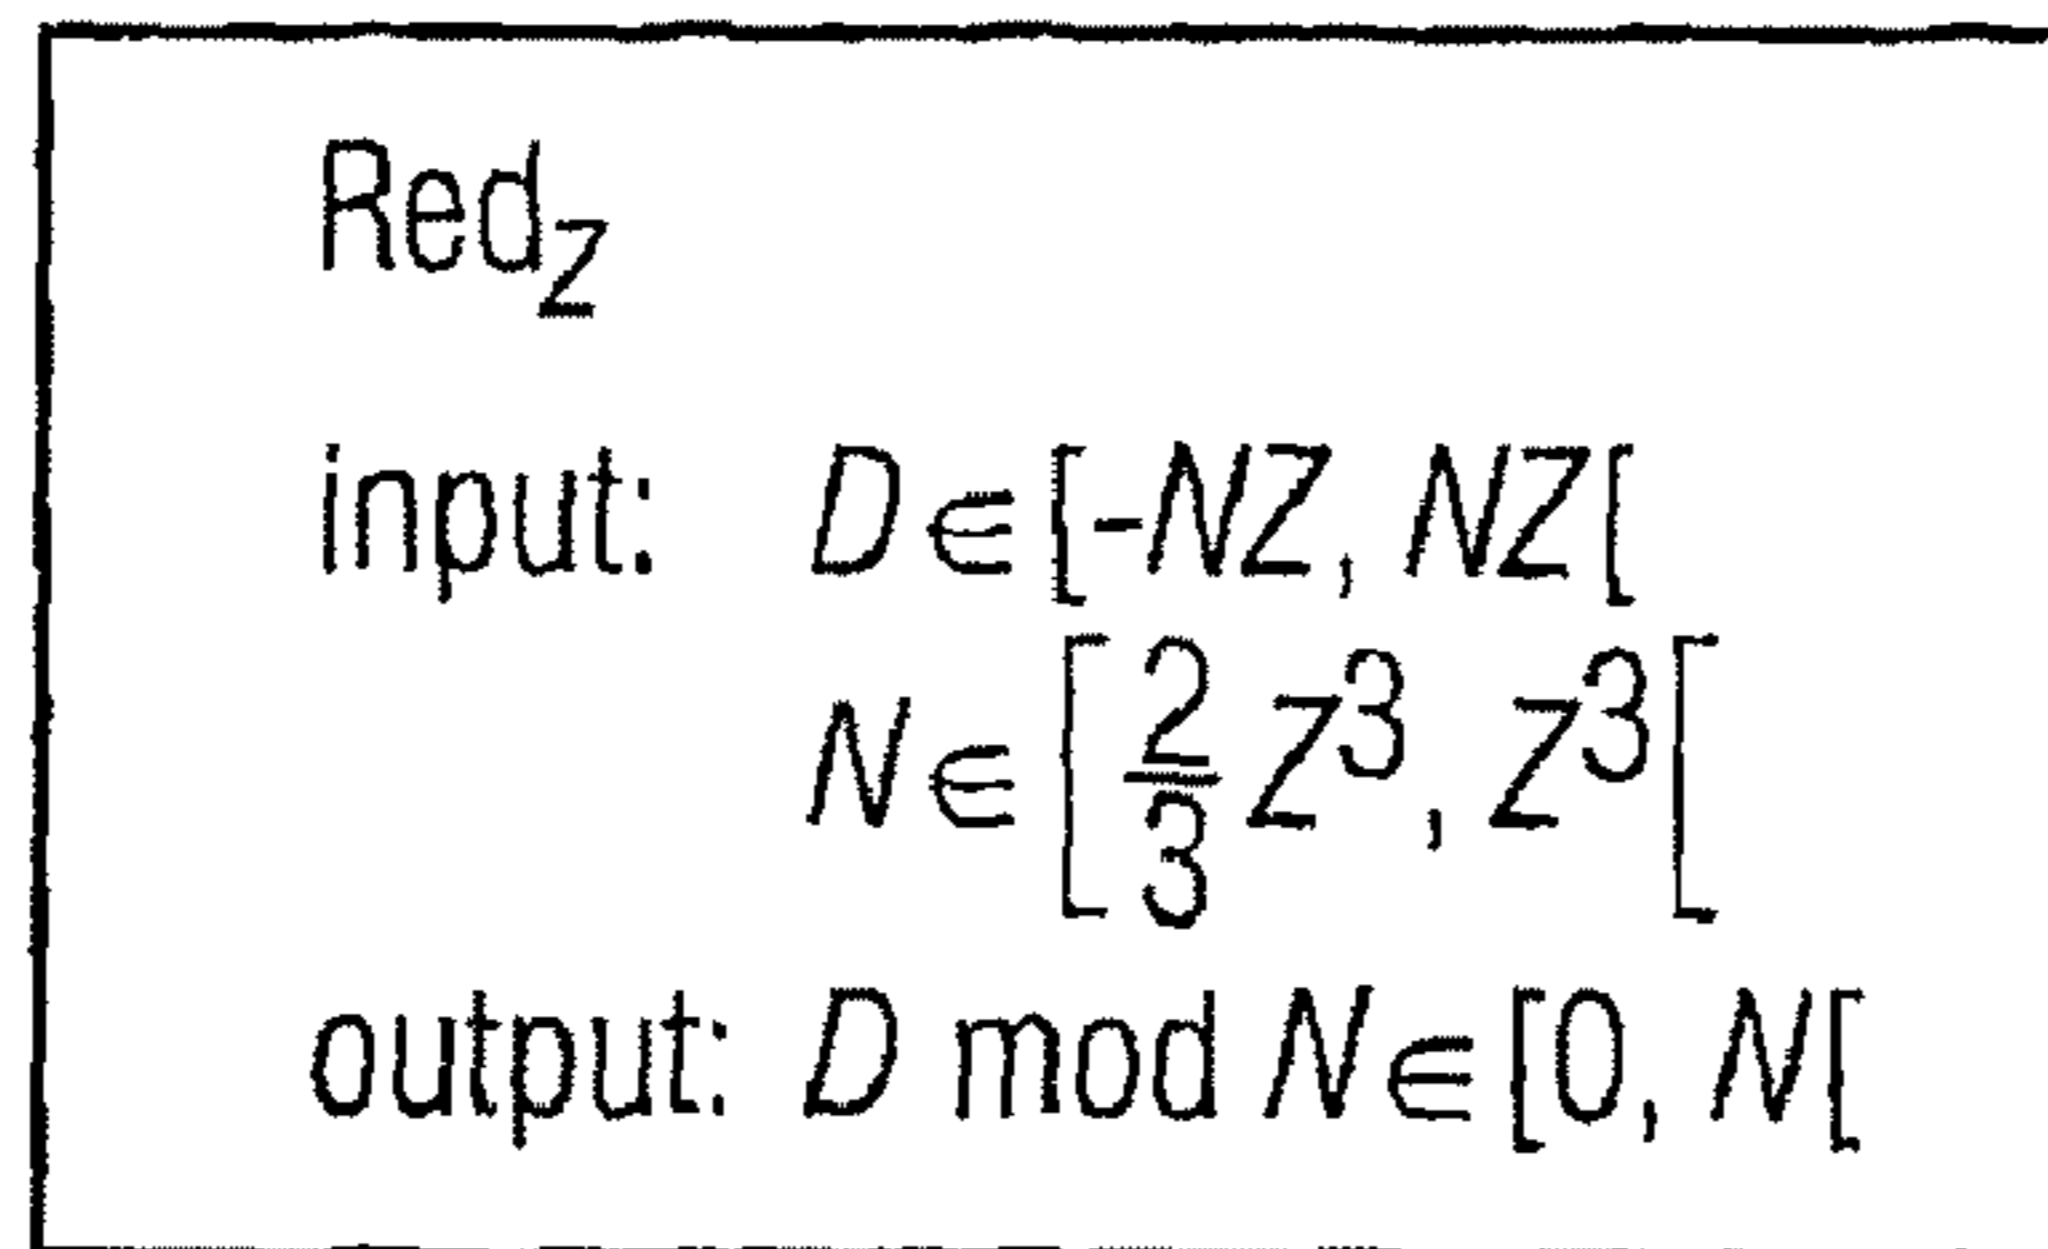 Red_Z
input: D ∈ [-NZ, NZ[
N ∈ [2/3 Z^3, Z^3[
output: D mod N ∈ [0, N[